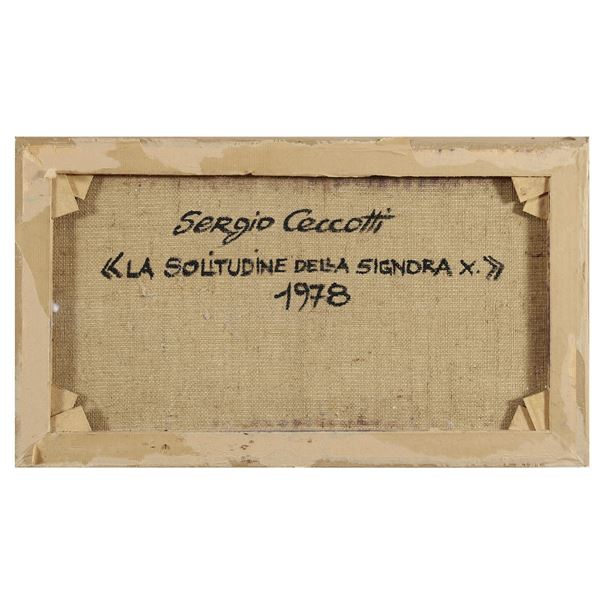 Sergio Ceccotti
«LA SOLITUDINE DELLA SIGNORA X.»
1978